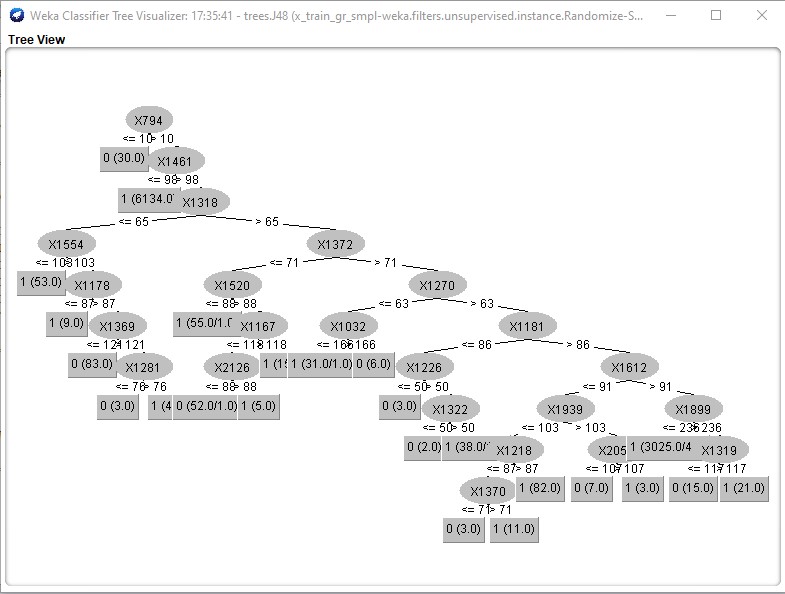 Weka Classifier Tree Visualizer: 17:35:41 - trees.J48 (x_train_gr_smpl-weka.filters.unsupervised.instance.Randomize-S...
Tree View
X794
<= 10 > 10
0 (30.0) X1461
<= 98 > 98
1 (6134.0 X1318
<= 65 > 65
X1554 X1372
<= 103 103 <= 71 > 71
1 (53.0) X1178 X1520 X1270
<= 87 > 87 <= 88 > 88 <= 63 > 63
1 (9.0) X1369 1 (55.0/1.0 X1167 X1032 X1181
<= 121 121 <= 118 118 <= 166 166 <= 86 > 86
0 (83.0) X1281 X2126 1 (1 1 (31.0/1.0) 0 (6.0) X1226 X1612
<= 76 > 76 <= 88 > 88 <= 50 > 50 <= 91 > 91
0 (3.0) 1 (4 0 (52.0/1.0) 1 (5.0) 0 (3.0) X1322 X1939 X1899
<= 50 > 50 <= 103 > 103 <= 236 236
0 (2.0) 1 (38.0/ X1218 X205 1 (3025.0/4 X1319
<= 87 > 87 <= 107 107 <= 117 117
X1370 1 (82.0) 0 (7.0) 1 (3.0) 0 (15.0) 1 (21.0)
<= 71 > 71
0 (3.0) 1 (11.0)